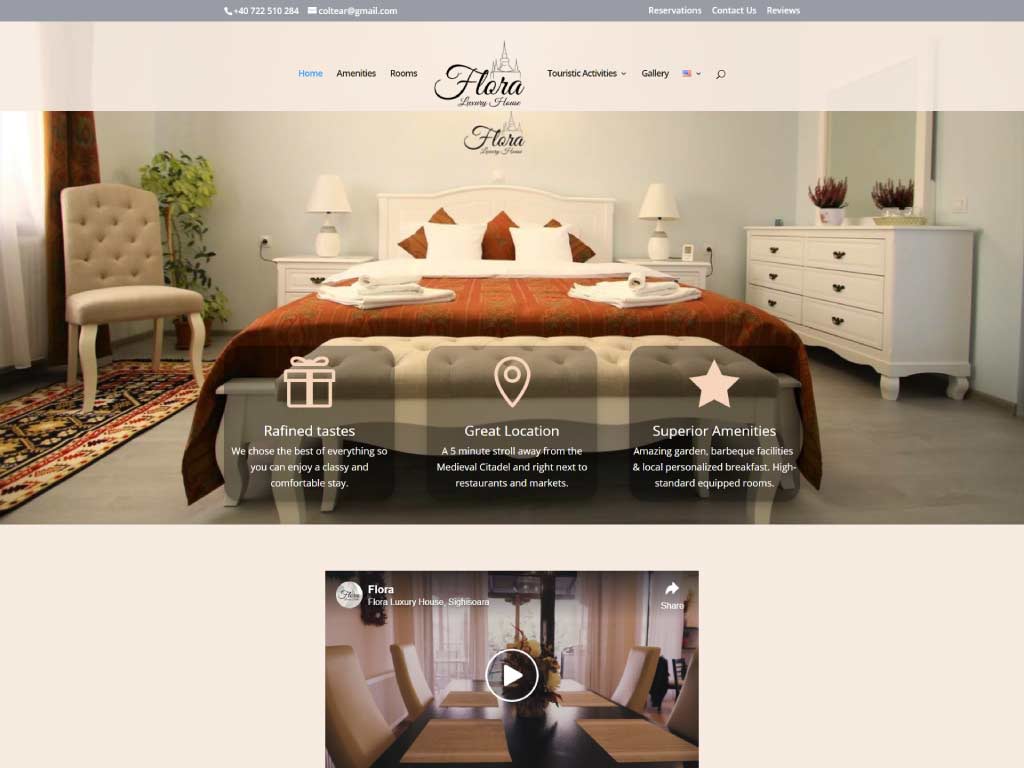 +40 722 510 284 coltear@gmail.com Reservations Contact Us Reviews
Home Amenities Rooms Flora Luxury House Touristic Activities Gallery
Flora
Luxury House
Rafined tastes
We chose the best of everything so
you can enjoy a classy and
comfortable stay.
Great Location
A 5 minute stroll away from the
Medieval Citadel and right next to
restaurants and markets.
Superior Amenities
Amazing garden, barbeque facilities
& local personalized breakfast. High-
standard equipped rooms.
Flora
Flora Luxury House, Sighisoara
Share